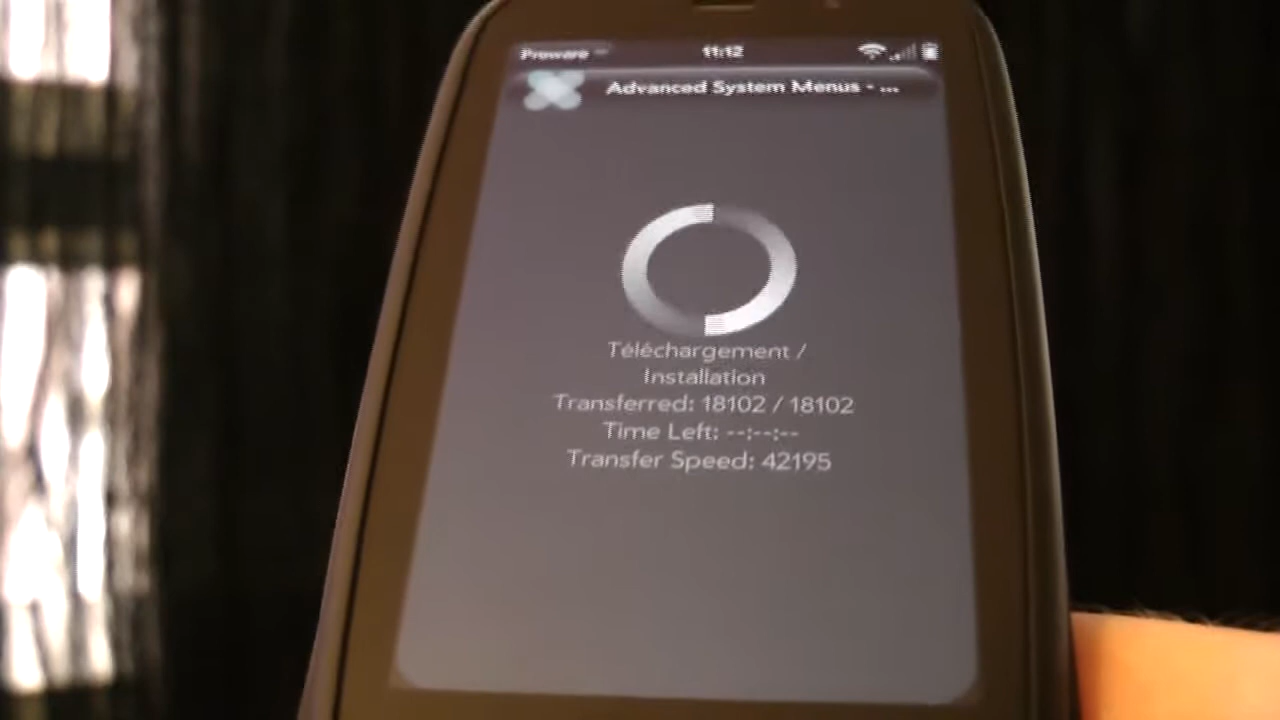 Proware
11:12
Advanced System Menus - ...
Téléchargement /
Installation
Transferred: 18102 / 18102
Time Left: --:--:--
Transfer Speed: 42195